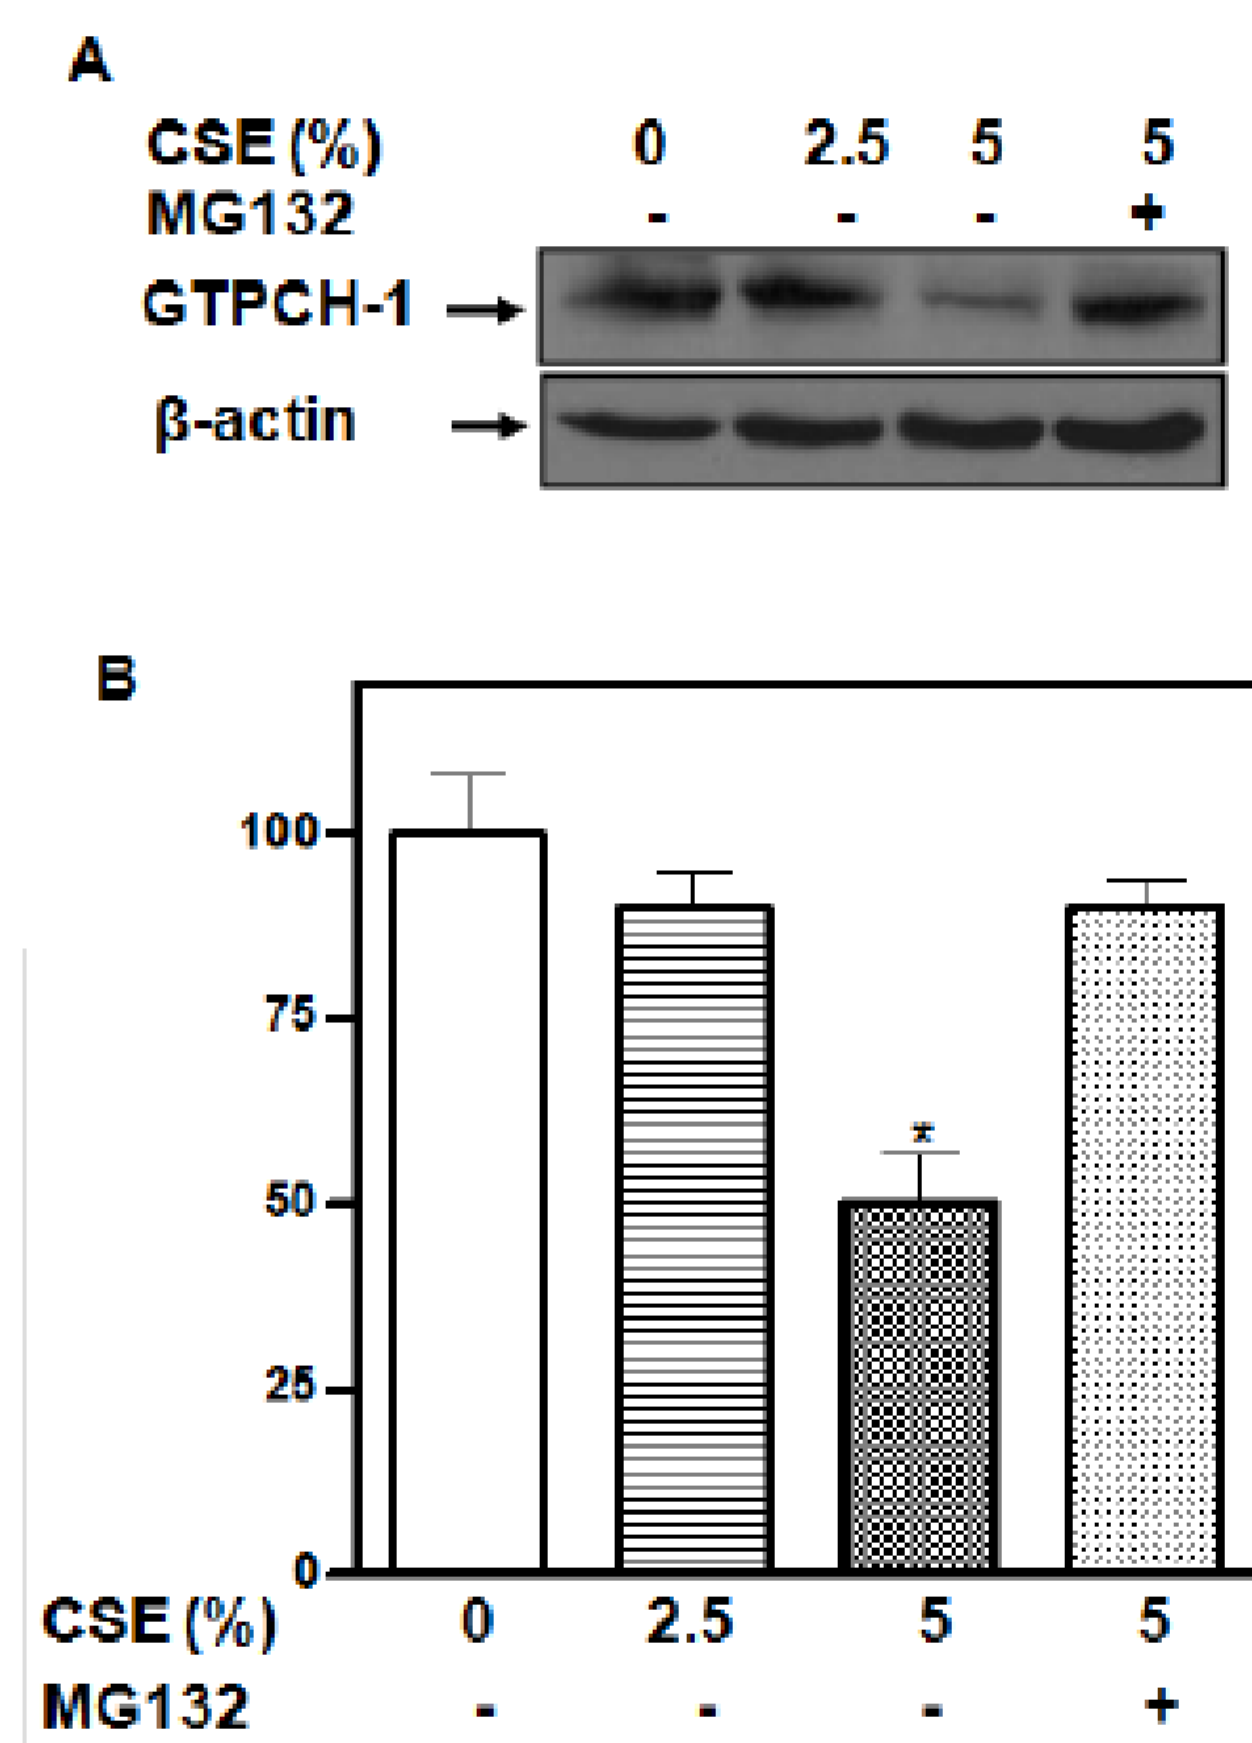 A
CSE (%) 0 2.5 5 5
MG132 - - - +
GTPCH-1
β-actin
B
100
75
50
*
25
0
CSE (%) 0 2.5 5 5
MG132 - - - +